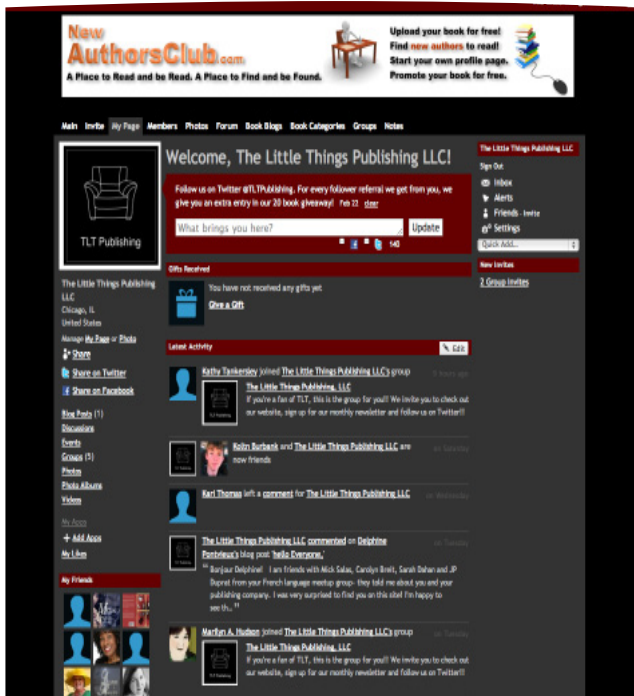 New
AuthorsClub.com
A Place to Read and be Read. A Place to Find and be Found.
Upload your book for free!
Find new authors to read!
Start your own profile page.
Promote your book for free.
Main Invite My Page Members Photos Forum Book Blogs Book Categories Groups Notes
TLT Publishing
The Little Things Publishing
LLC
Chicago, IL
United States
Manage My Page or Photo
Share
Share on Twitter
Share on Facebook
Blog Posts (1)
Discussions
Events
Groups (5)
Photos
Photo Albums
Videos
My Apps
+ Add Apps
My Likes
My Friends
Welcome, The Little Things Publishing LLC!
Follow us on Twitter @TLTPublishing. For every follower referral we get from you, we
give you an extra entry in our 20 book giveaway! Feb 22 clear
What brings you here?
Update
140
Gifts Received
You have not received any gifts yet
Give a Gift
Latest Activity
Edit
Kathy Tankersley joined The Little Things Publishing LLC's group
5 hours ago
The Little Things Publishing, LLC
If you're a fan of TLT, this is the group for you!! We invite you to check out
our website, sign up for our monthly newsletter and follow us on Twitter!!!
Burbank and The Little Things Publishing LLC are
now friends
on Saturday
Karl Thomas left a comment for The Little Things Publishing LLC
on Wednesday
The Little Things Publishing LLC commented on Delphine
Pontvieux's blog post 'hello Everyone,'
on Tuesday
“ Bonjour Delphine! I am friends with Mick Salas, Carolyn Breit, Sarah Dahan and JP
Duprat from your French language meetup group- they told me about you and your
publishing company. I was very surprised to find you on this site! I'm happy to
see th... ”
Marilyn A. Hudson joined The Little Things Publishing LLC's group
on Tuesday
The Little Things Publishing, LLC
If you're a fan of TLT, this is the group for you!! We invite you to check out
our website, sign up for our monthly newsletter and follow us on Twitter!!!
The Little Things Publishing LLC
Sign Out
Inbox
Alerts
Friends - Invite
Settings
Quick Add...
New Invites
2 Group Invites